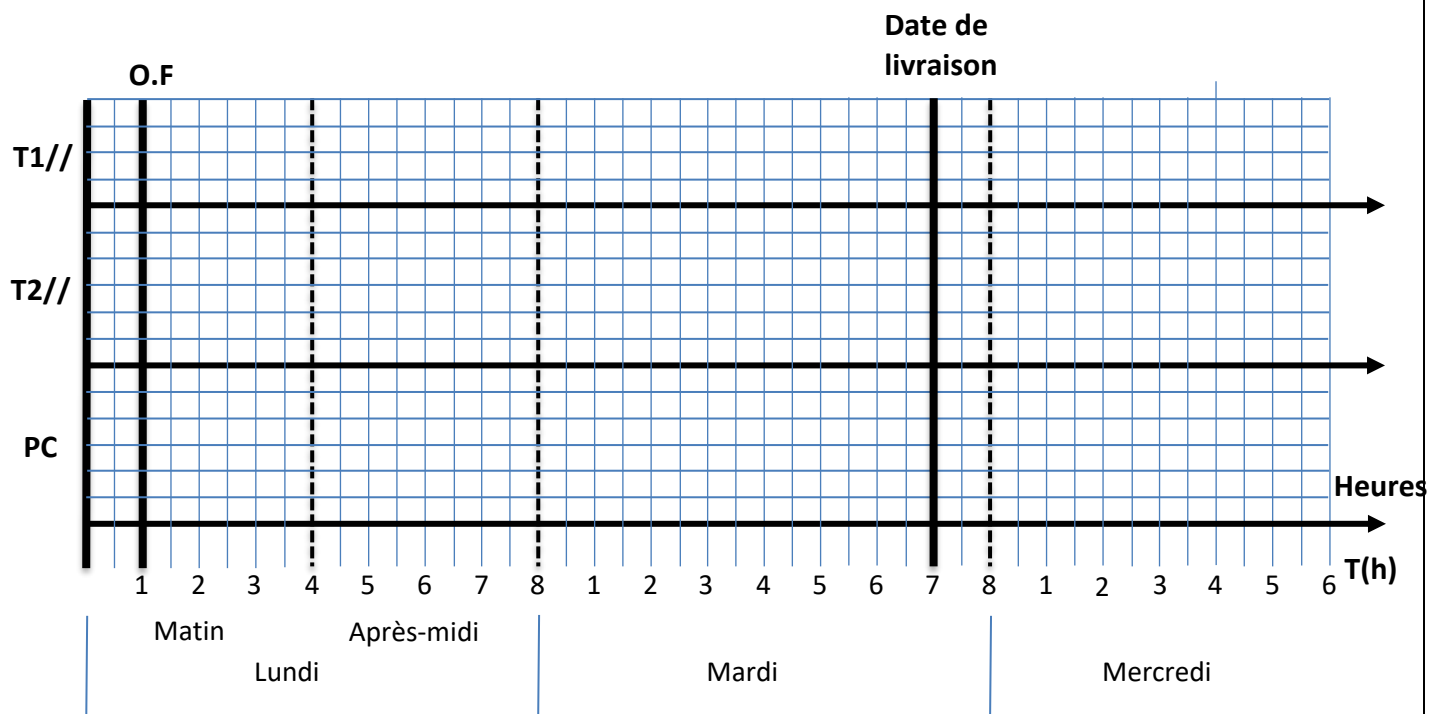 Date de
livraison
O.F
T1//
T2//
PC
Heures
T(h)
1 2 3 4 5 6 7 8 1 2 3 4 5 6 7 8 1 2 3 4 5 6
Matin Après-midi
Lundi Mardi Mercredi